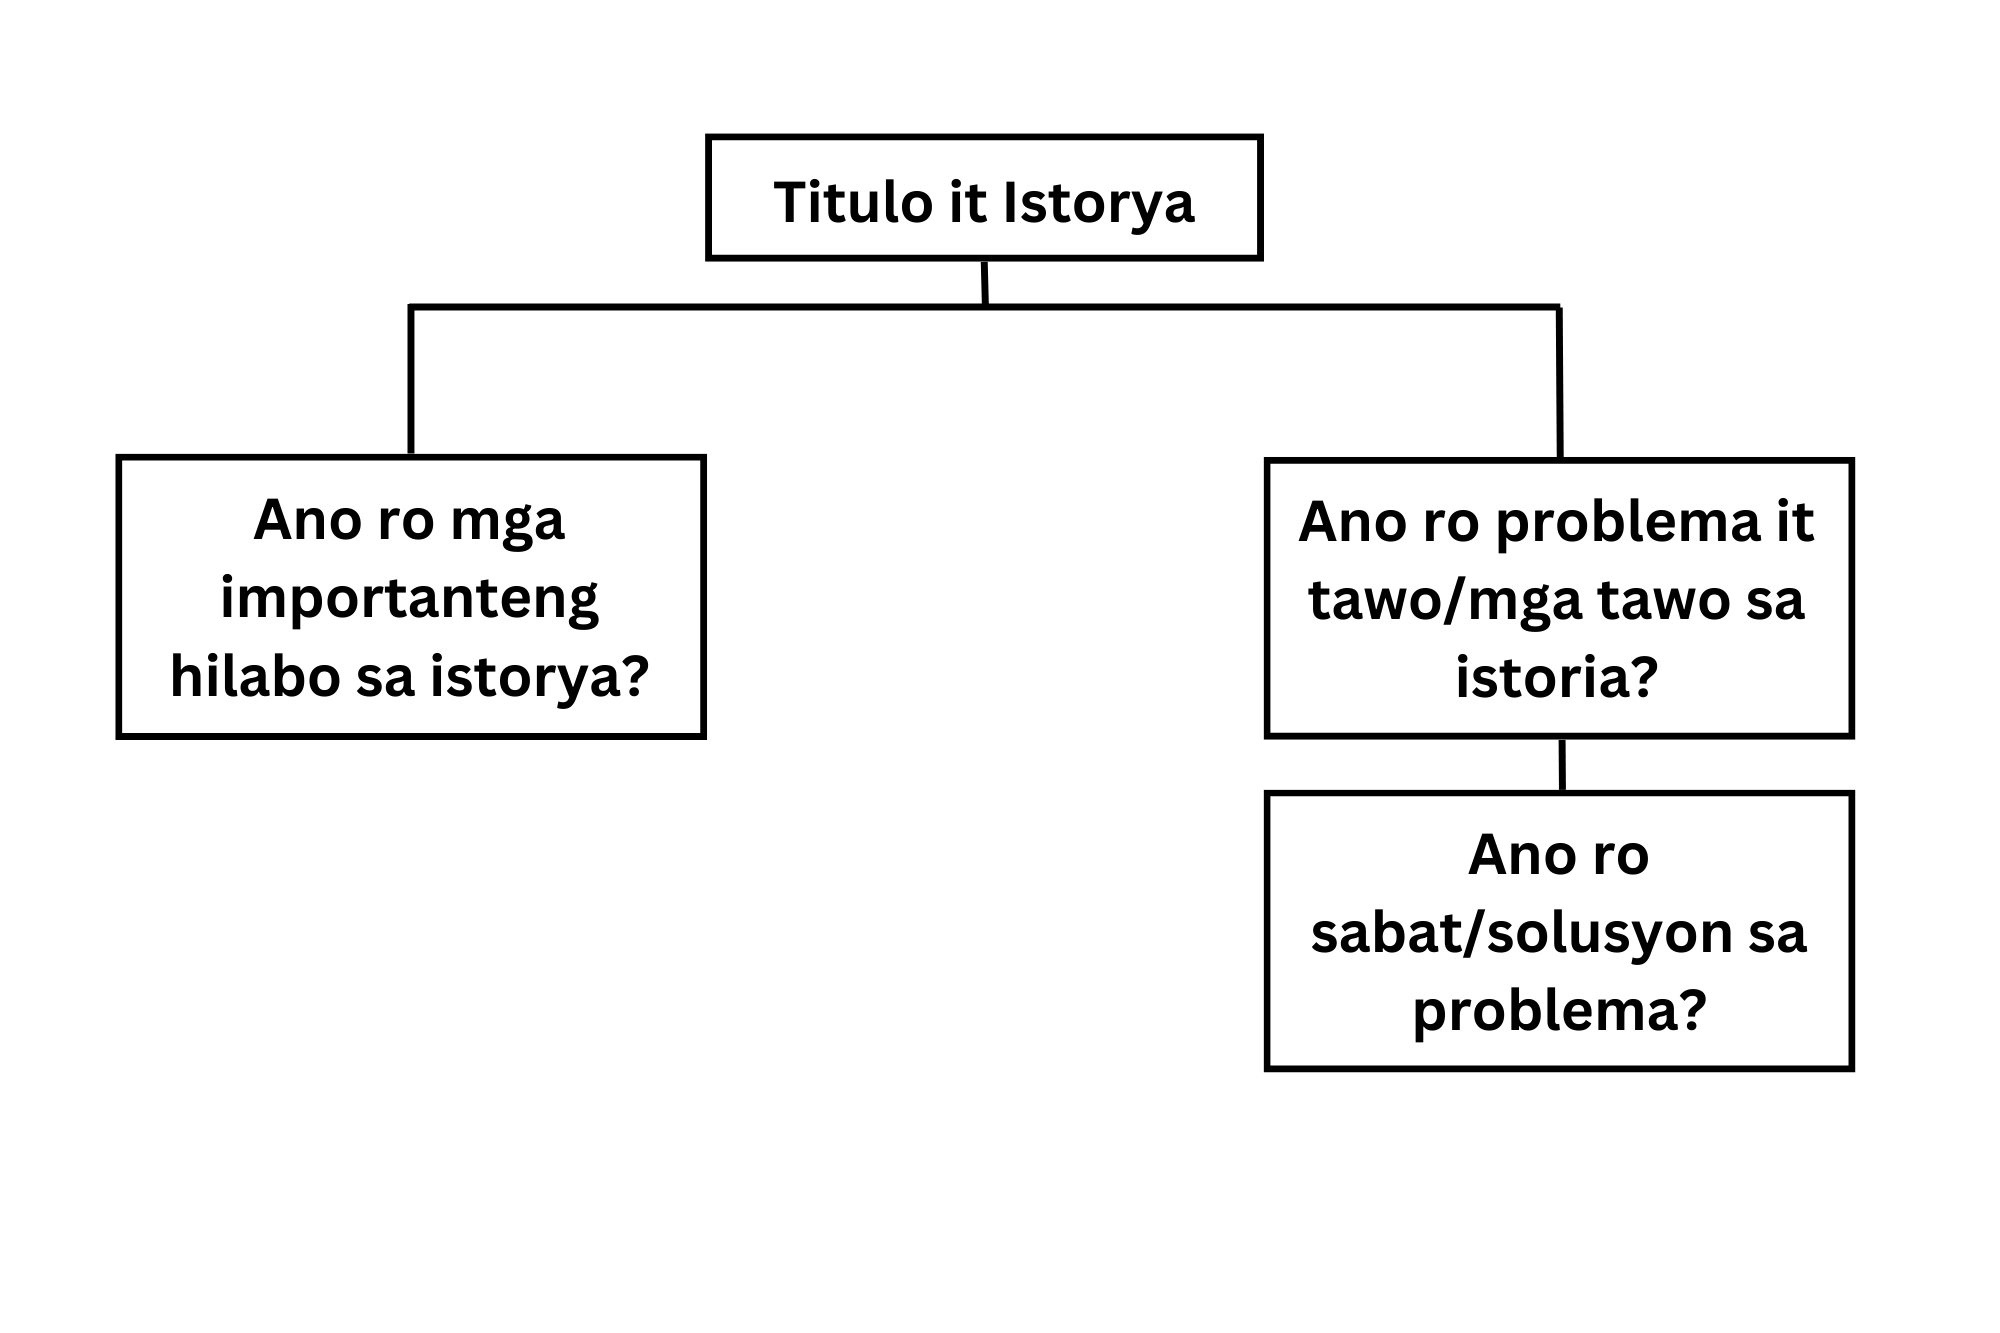 Titulo it Istorya
Ano ro mga
importanteng
hilabo sa istorya?
Ano ro problema it
tawo/mga tawo sa
istoria?
Ano ro
sabat/solusyon sa
problema?